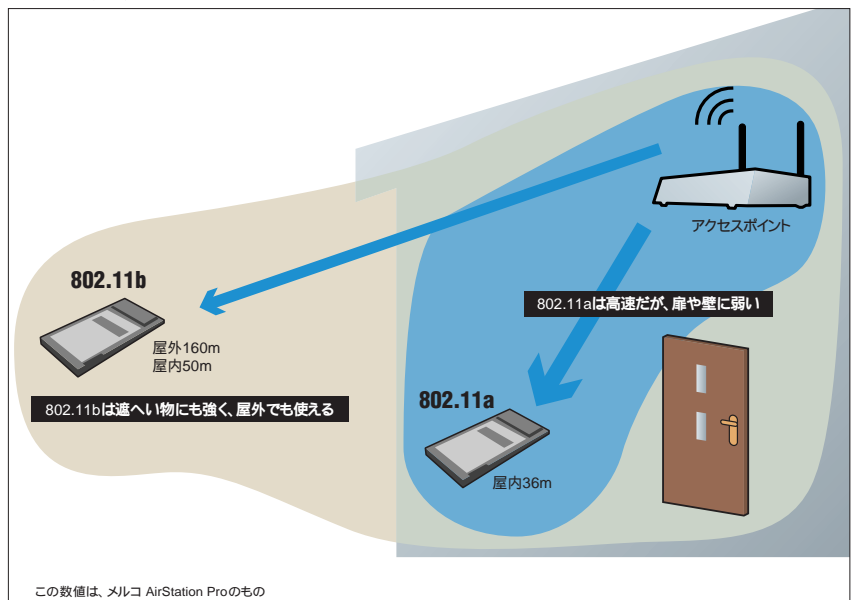 アクセスポイント
802.11b
屋外160m
屋内50m
802.11bは遮へい物にも強く、屋外でも使える
802.11aは高速だが、扉や壁に弱い
802.11a
屋内36m
この数値は、メルコ AirStation Proのもの